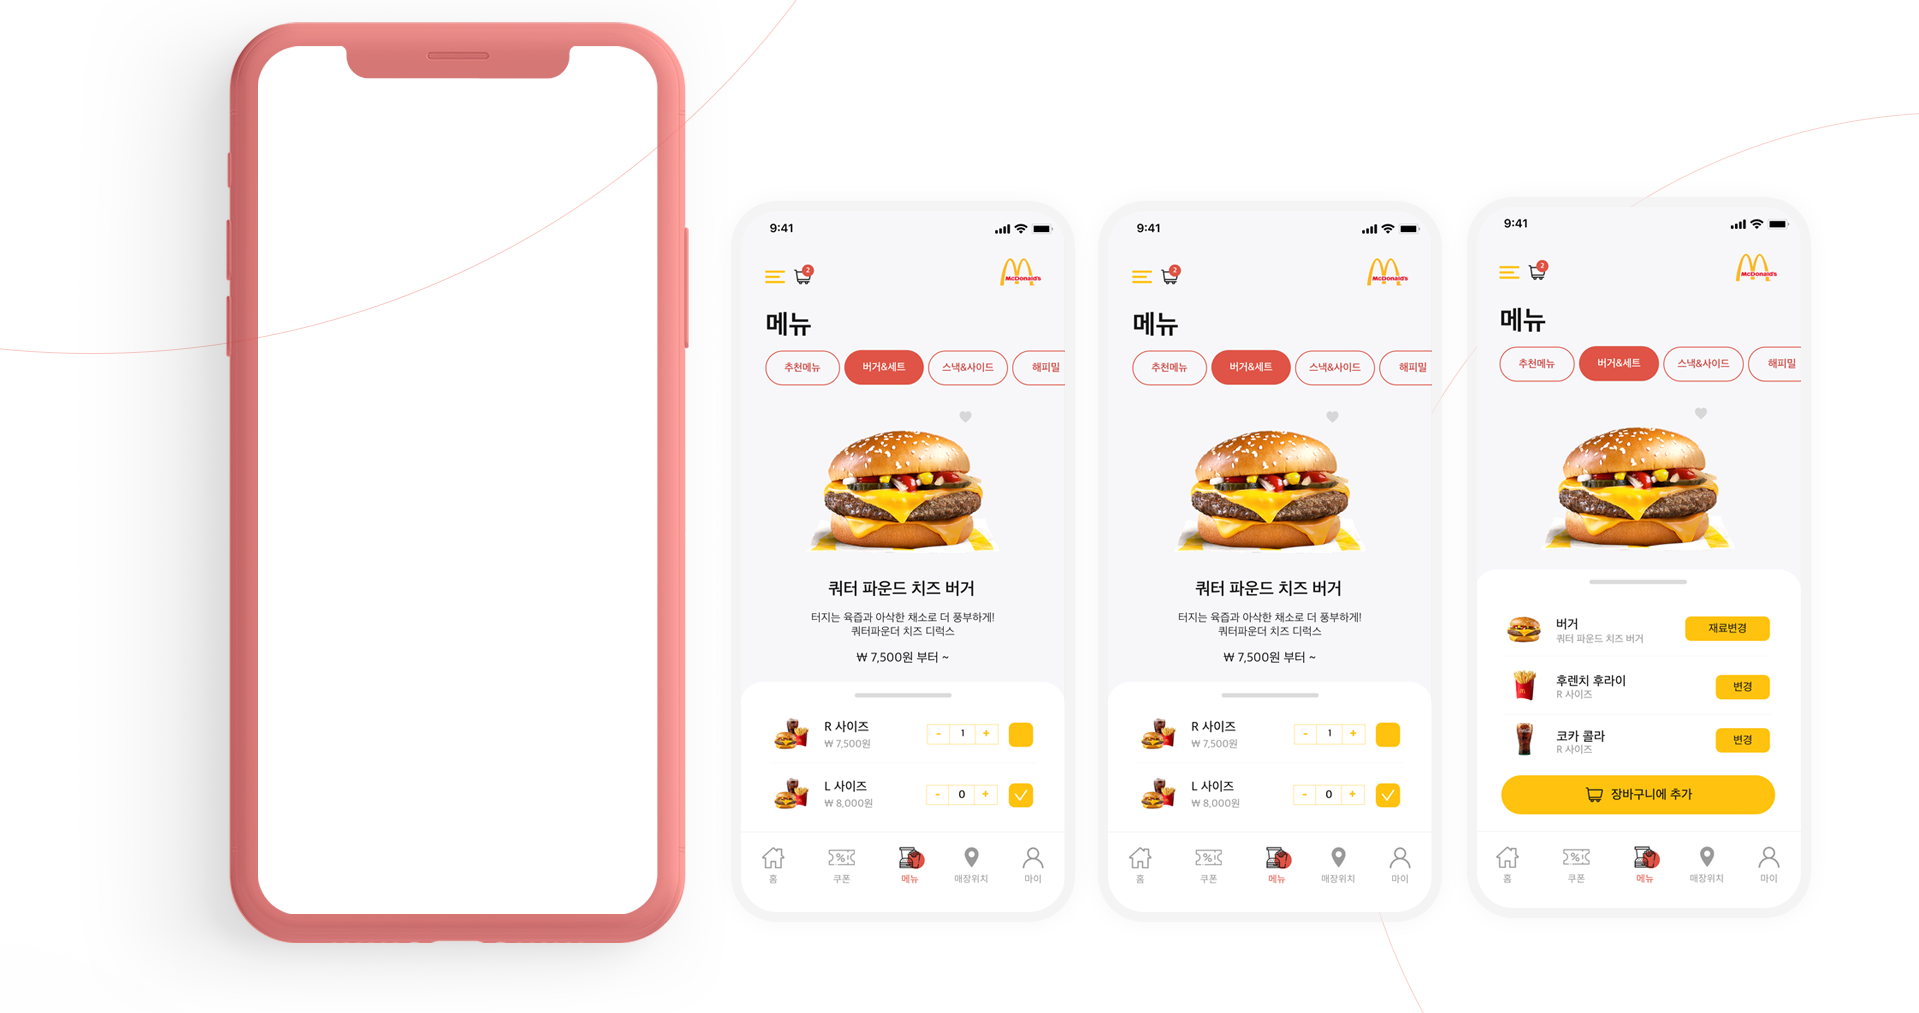 9:41
2
McDonald's
메뉴
추천메뉴
버거&세트
스낵&사이드
해피밀
쿼터 파운드 치즈 버거
터지는 육즙과 아삭한 채소로 더 풍부하게!
쿼터파운더 치즈 디럭스
₩ 7,500원 부터 ~
R 사이즈
₩ 7,500원
- 1 +
L 사이즈
₩ 8,000원
- 0 +
홈
쿠폰
메뉴
매장위치
마이
9:41
2
McDonald's
메뉴
추천메뉴
버거&세트
스낵&사이드
해피밀
쿼터 파운드 치즈 버거
터지는 육즙과 아삭한 채소로 더 풍부하게!
쿼터파운더 치즈 디럭스
₩ 7,500원 부터 ~
R 사이즈
₩ 7,500원
- 1 +
L 사이즈
₩ 8,000원
- 0 +
홈
쿠폰
메뉴
매장위치
마이
9:41
2
McDonald's
메뉴
추천메뉴
버거&세트
스낵&사이드
해피밀
버거
쿼터 파운드 치즈 버거
재료변경
후렌치 후라이
R 사이즈
변경
코카 콜라
R 사이즈
변경
장바구니에 추가
홈
쿠폰
메뉴
매장위치
마이